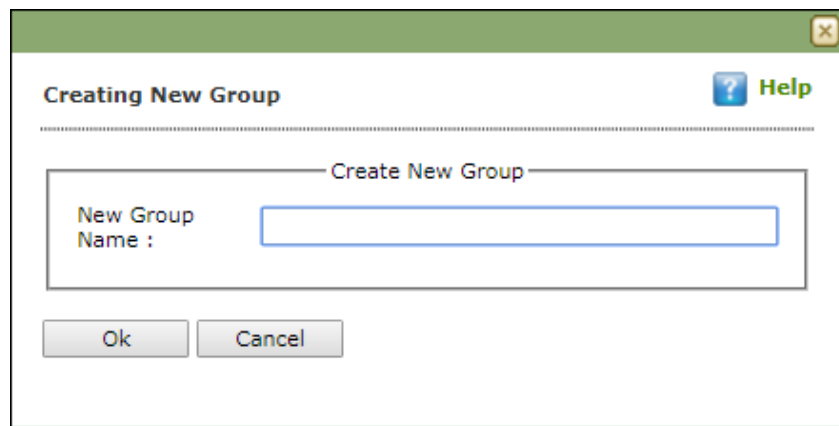 Creating New Group
Help
Create New Group
New Group
Name :
Ok
Cancel